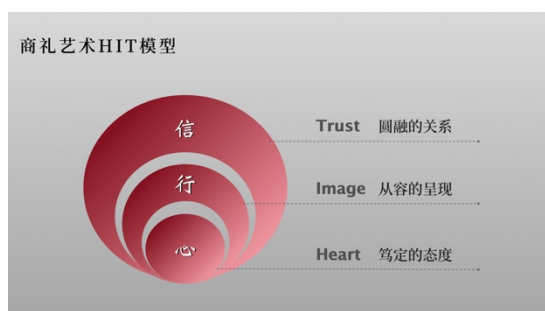 商礼艺术HIT模型
信
Trust 圆融的关系
行
Image 从容的呈现
心
Heart 笃定的态度